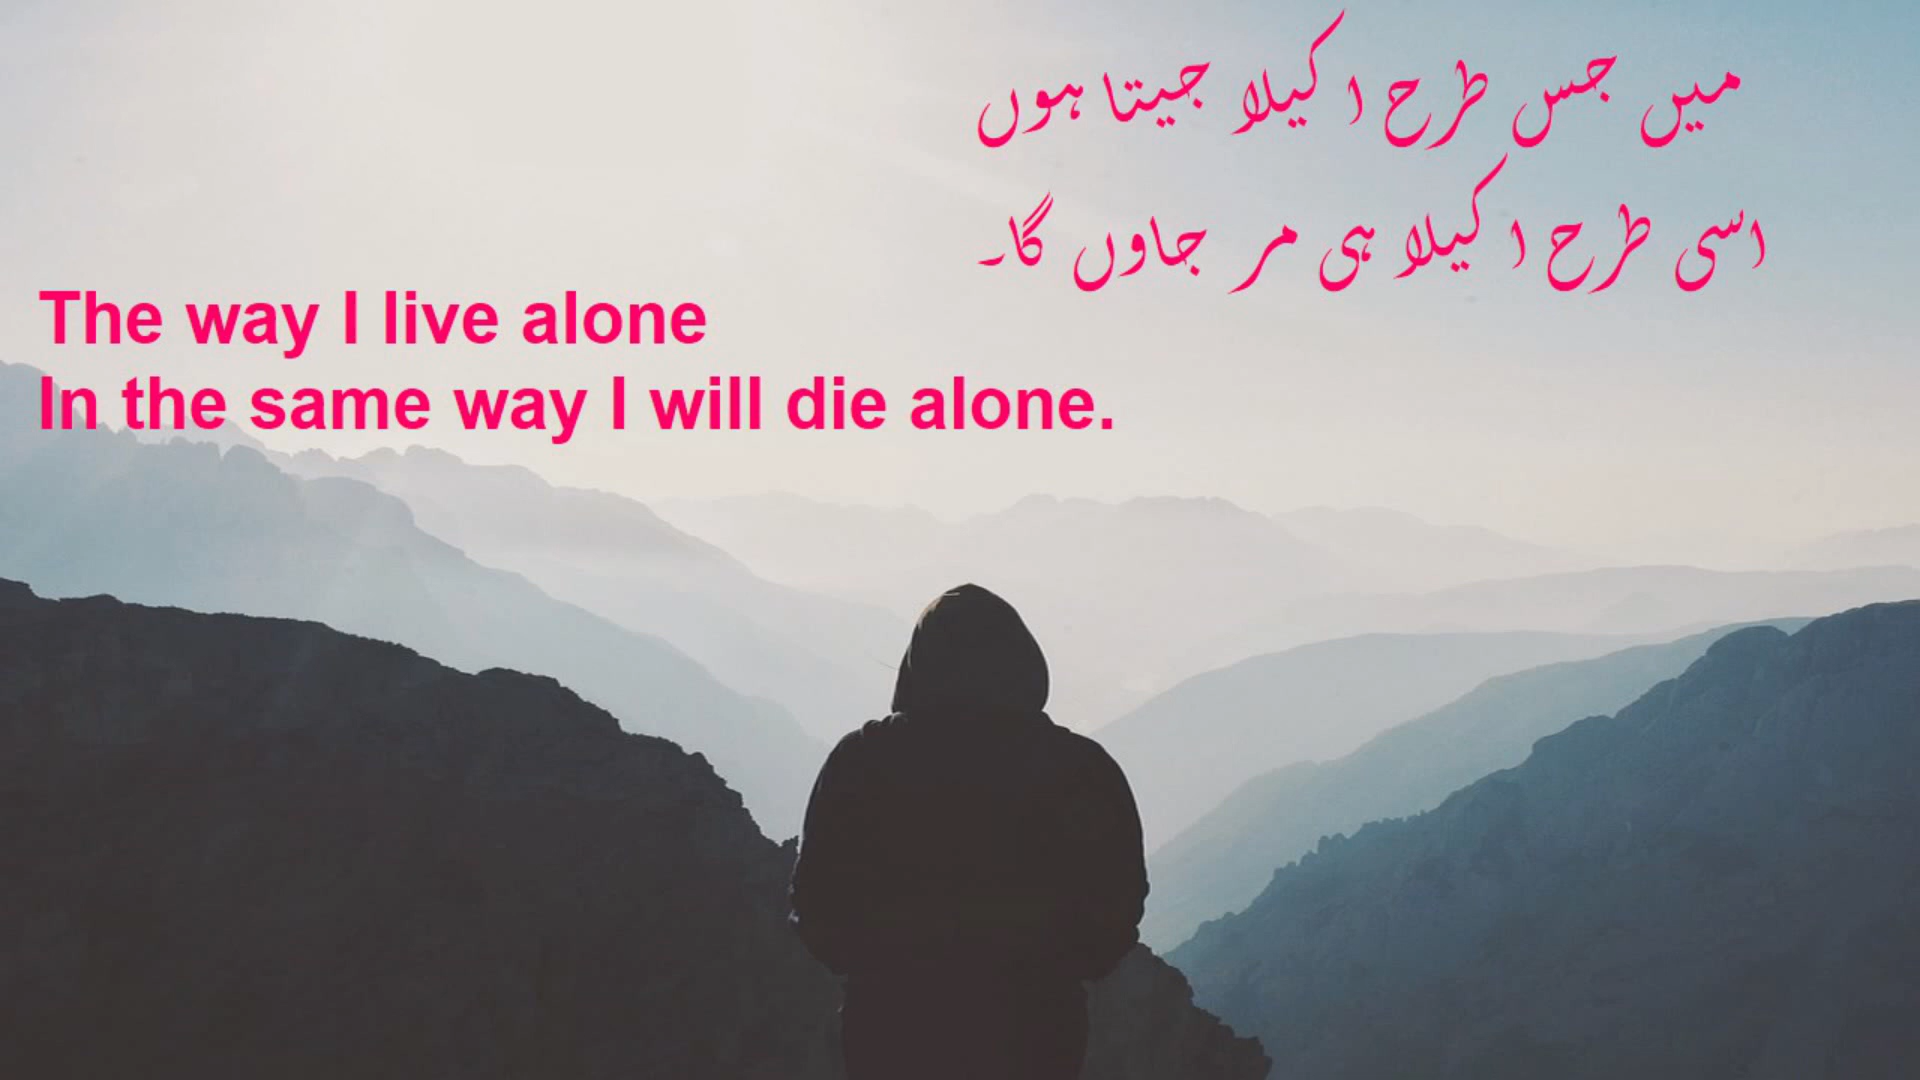 میں جس طرح اکیلا جیتا ہوں
اسی طرح اکیلا ہی مر جاوں گا۔
The way I live alone
In the same way I will die alone.